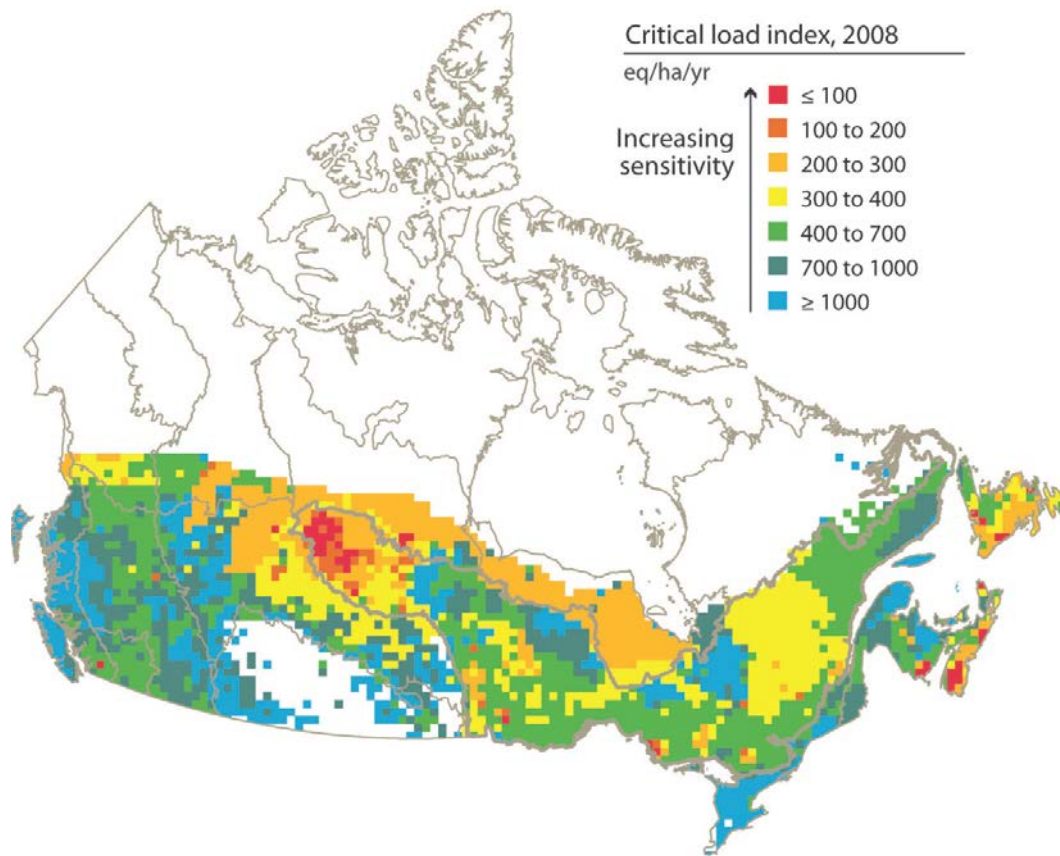 Critical load index, 2008
eq/ha/yr
Increasing
sensitivity
≤ 100
100 to 200
200 to 300
300 to 400
400 to 700
700 to 1000
≥ 1000